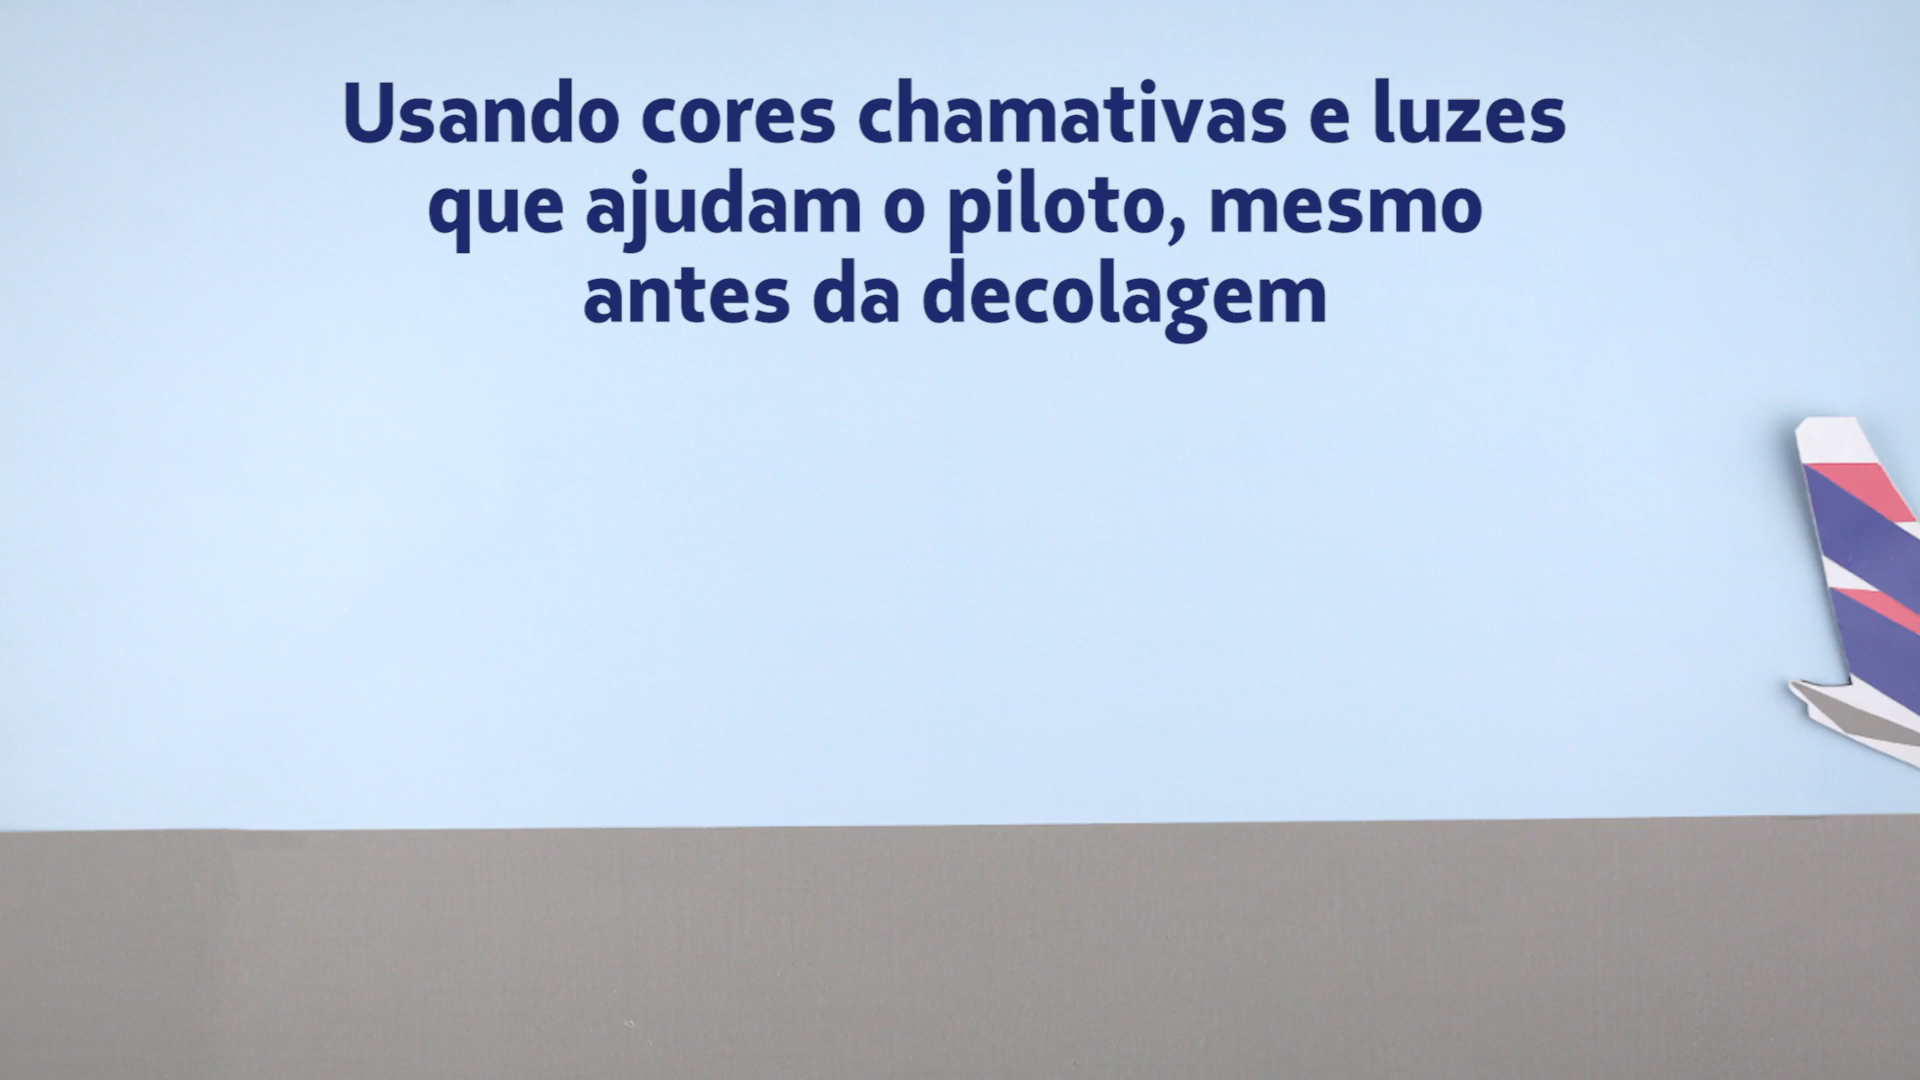 Usando cores chamativas e luzes
que ajudam o piloto, mesmo
antes da decolagem